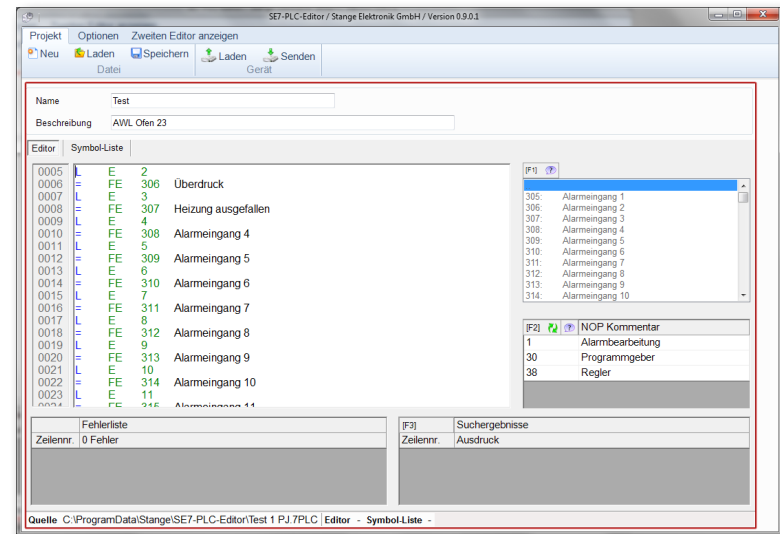 SE7-PLC-Editor / Stange Elektronik GmbH / Version 0.9.0.1
Projekt Optionen Zweiten Editor anzeigen
Neu Laden Speichern Laden Senden
Datei Gerät
Name Test
Beschreibung AWL Ofen 23
Editor Symbol-Liste
0005 L E 2
0006 = FE 306 Überdruck
0007 L E 3
0008 = FE 307 Heizung ausgefallen
0009 L E 4
0010 = FE 308 Alarmeingang 4
0011 L E 5
0012 = FE 309 Alarmeingang 5
0013 L E 6
0014 = FE 310 Alarmeingang 6
0015 L E 7
0016 = FE 311 Alarmeingang 7
0017 L E 8
0018 = FE 312 Alarmeingang 8
0019 L E 9
0020 = FE 313 Alarmeingang 9
0021 L E 10
0022 = FE 314 Alarmeingang 10
0023 L E 11
0024 = FE 315 Alarmeingang 11
[F1]
305: Alarmeingang 1
306: Alarmeingang 2
307: Alarmeingang 3
308: Alarmeingang 4
309: Alarmeingang 5
310: Alarmeingang 6
311: Alarmeingang 7
312: Alarmeingang 8
313: Alarmeingang 9
314: Alarmeingang 10
[F2] NOP Kommentar
1 Alarmbearbeitung
30 Programmgeber
38 Regler
Fehlerliste
Zeilennr. 0 Fehler
[F3] Suchergebnisse
Zeilennr. Ausdruck
Quelle C:\ProgramData\Stange\SE7-PLC-Editor\Test 1 PJ.7PLC Editor - Symbol-Liste -